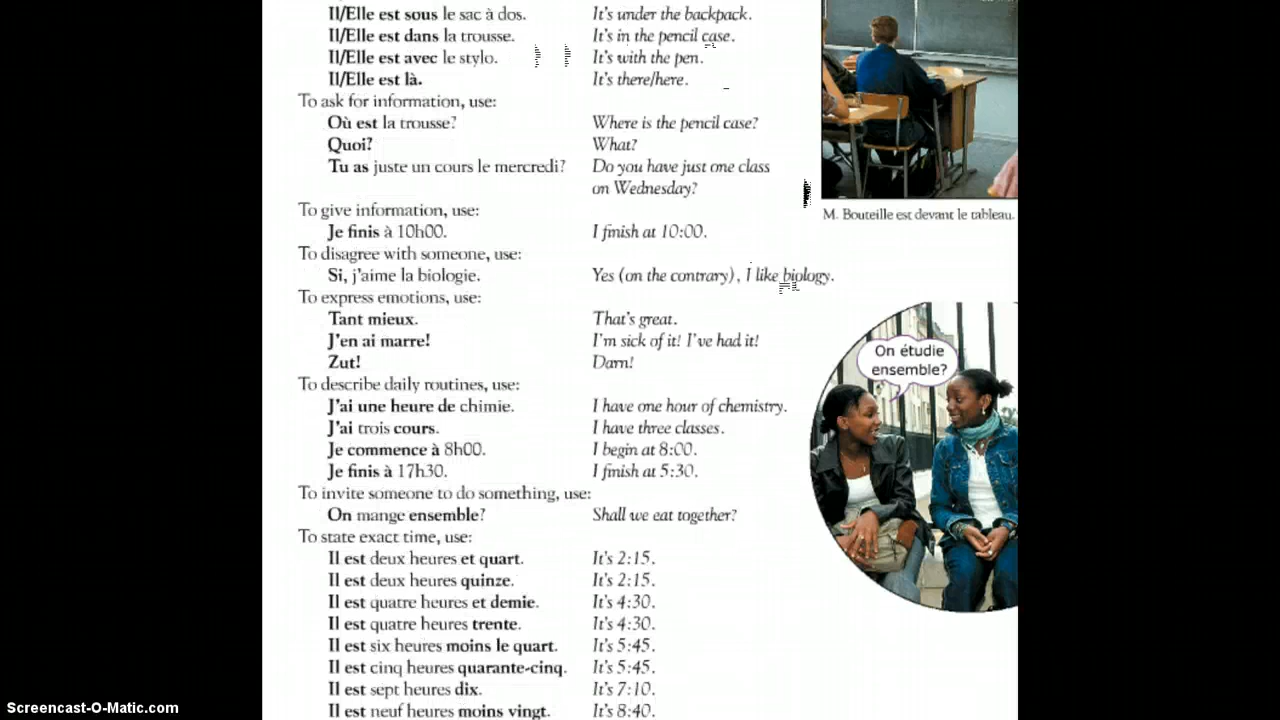 Il/Elle est sous le sac à dos. It's under the backpack.
Il/Elle est dans la trousse. It's in the pencil case.
Il/Elle est avec le stylo. It's with the pen.
Il/Elle est là. It's there/here.
To ask for information, use:
Où est la trousse? Where is the pencil case?
Quoi? What?
Tu as juste un cours le mercredi? Do you have just one class
on Wednesday?
To give information, use:
Je finis à 10h00. I finish at 10:00.
To disagree with someone, use:
Si, j'aime la biologie. Yes (on the contrary), I like biology.
To express emotions, use:
Tant mieux. That's great.
J'en ai marre! I'm sick of it! I've had it!
Zut! Darn!
To describe daily routines, use:
J'ai une heure de chimie. I have one hour of chemistry.
J'ai trois cours. I have three classes.
Je commence à 8h00. I begin at 8:00.
Je finis à 17h30. I finish at 5:30.
To invite someone to do something, use:
On mange ensemble? Shall we eat together?
To state exact time, use:
Il est deux heures et quart. It's 2:15.
Il est deux heures quinze. It's 2:15.
Il est quatre heures et demie. It's 4:30.
Il est quatre heures trente. It's 4:30.
Il est six heures moins le quart. It's 5:45.
Il est cinq heures quarante-cinq. It's 5:45.
Il est sept heures dix. It's 7:10.
Il est neuf heures moins vingt. It's 8:40.
M. Bouteille est devant le tableau.
On étudie
ensemble?
Screencast-O-Matic.com